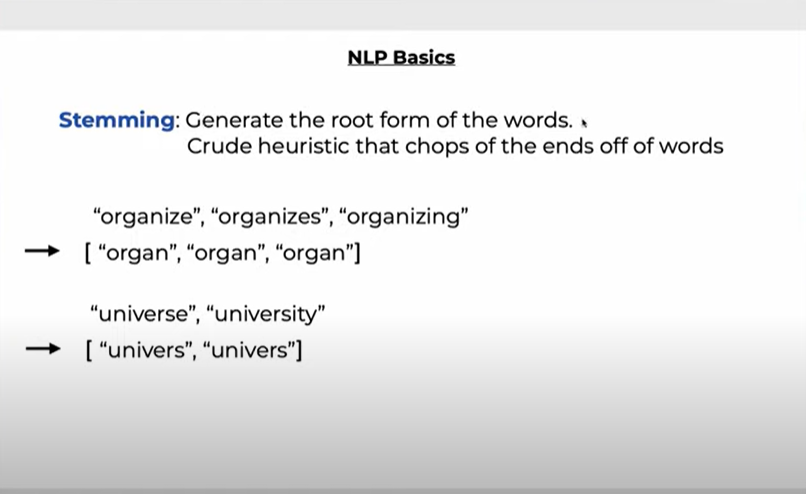 NLP Basics
Stemming: Generate the root form of the words.
Crude heuristic that chops of the ends off of words
“organize”, “organizes”, “organizing”
→ [ “organ”, “organ”, “organ”]
“universe”, “university”
→ [ “univers”, “univers”]